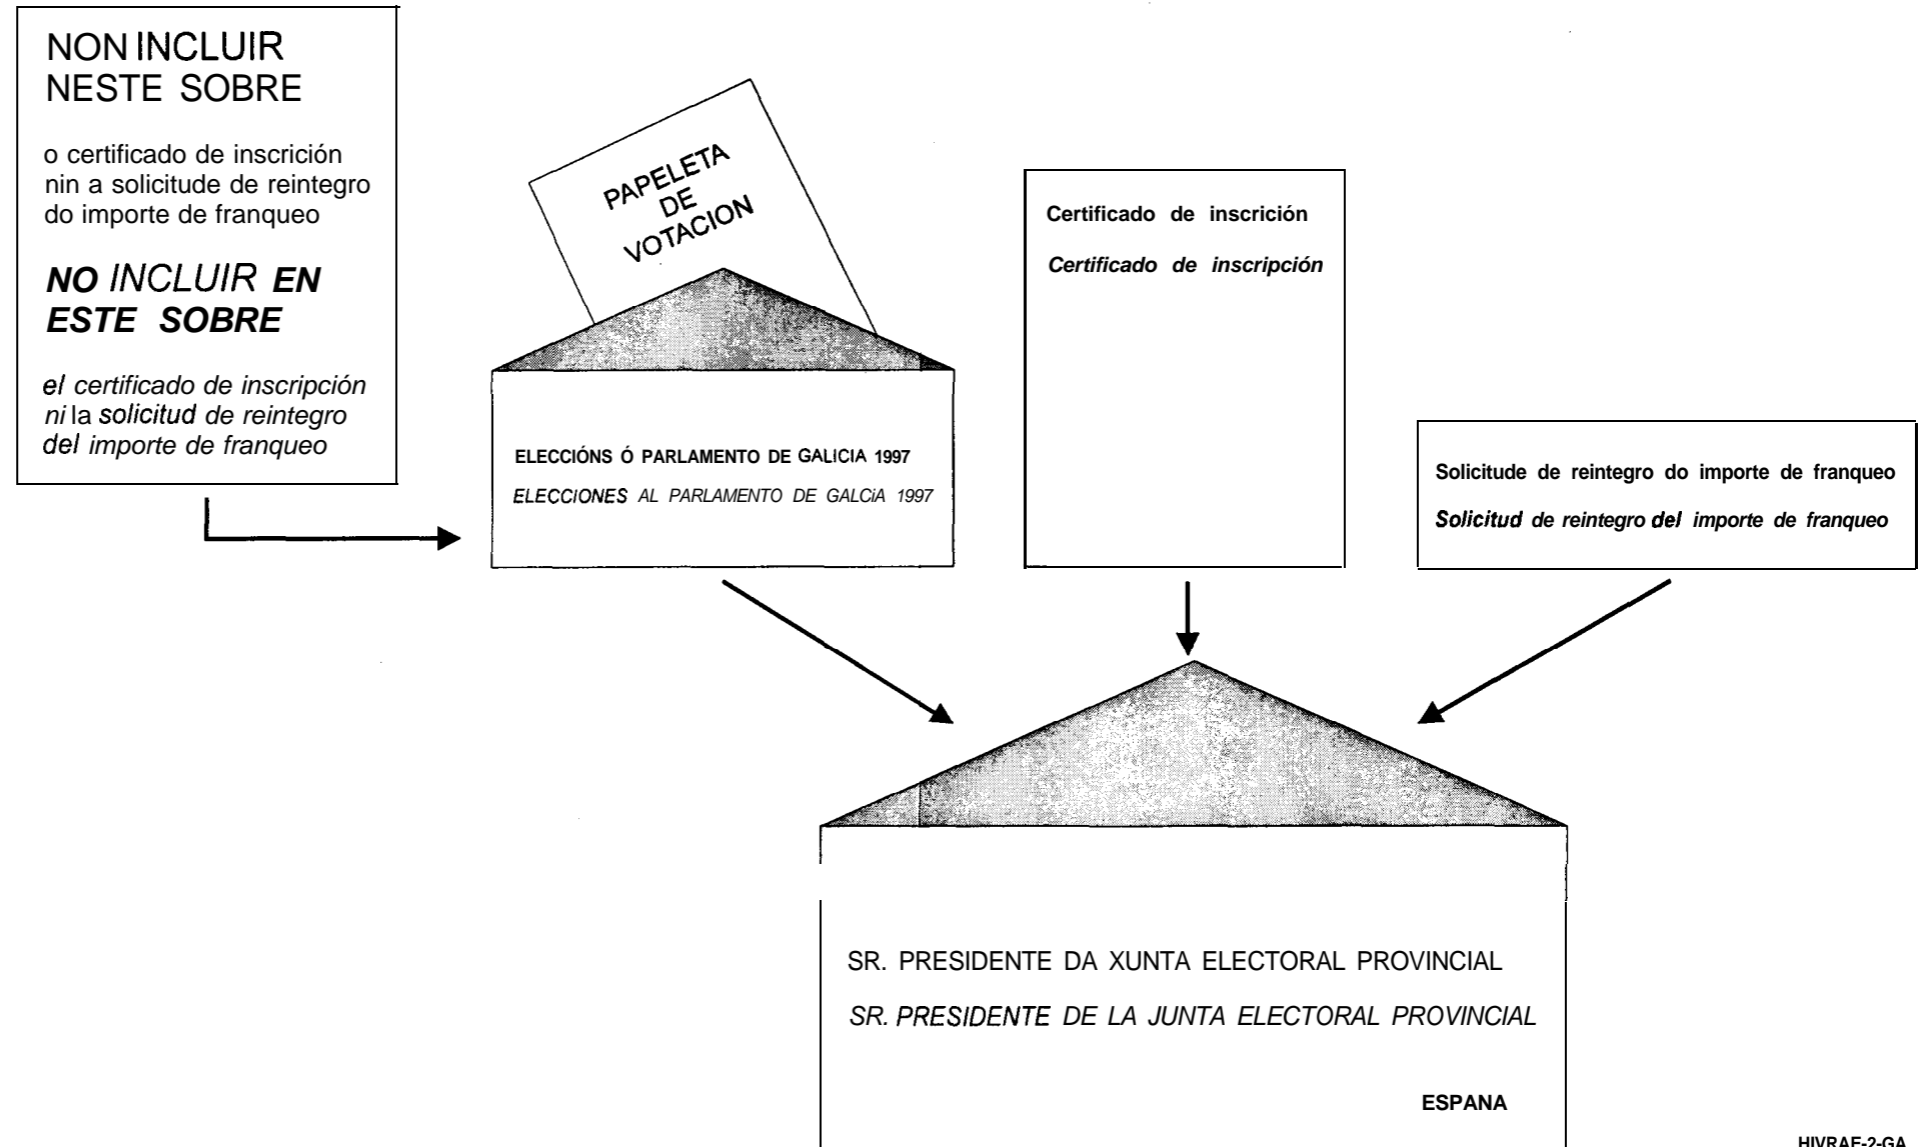 NON INCLUIR
NESTE SOBRE
o certificado de inscrición
nin a solicitude de reintegro
do importe de franqueo
NO INCLUIR EN
ESTE SOBRE
el certificado de inscripción
ni la solicitud de reintegro
del importe de franqueo
PAPELETA
DE
VOTACION
ELECCIÓNS Ó PARLAMENTO DE GALICIA 1997
ELECCIONES AL PARLAMENTO DE GALCiA 1997
Certificado de inscrición
Certificado de inscripción
Solicitude de reintegro do importe de franqueo
Solicitud de reintegro del importe de franqueo
SR. PRESIDENTE DA XUNTA ELECTORAL PROVINCIAL
SR. PRESIDENTE DE LA JUNTA ELECTORAL PROVINCIAL
ESPANA
HIVRAE-2-GA